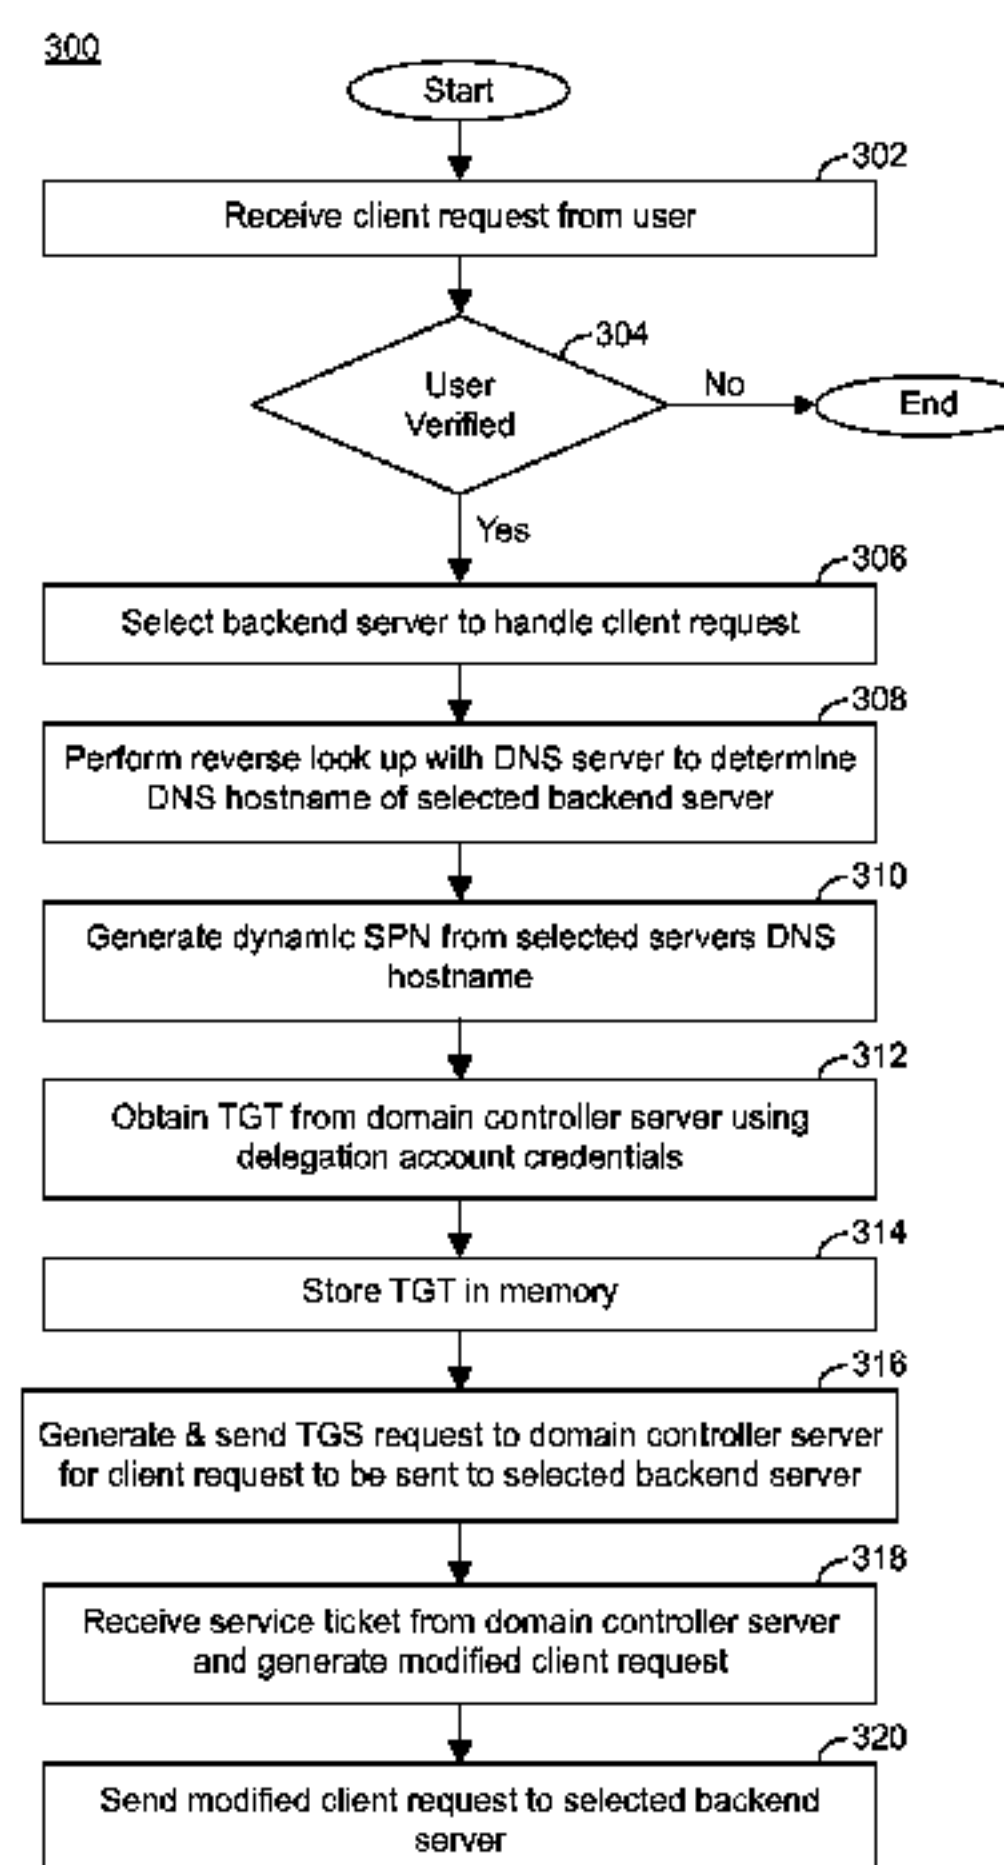 300
Start
302
Receive client request from user
304
User
Verified
No
End
Yes
306
Select backend server to handle client request
308
Perform reverse look up with DNS server to determine
DNS hostname of selected backend server
310
Generate dynamic SPN from selected servers DNS
hostname
312
Obtain TGT from domain controller server using
delegation account credentials
314
Store TGT in memory
316
Generate & send TGS request to domain controller server
for client request to be sent to selected backend server
318
Receive service ticket from domain controller server
and generate modified client request
320
Send modified client request to selected backend
server